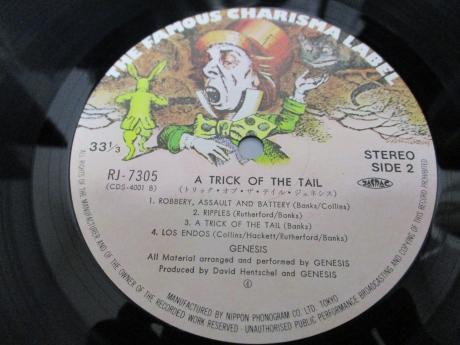 THE FAMOUS CHARISMA LABEL
33 1/3
RJ-7305
(CDS-4001 B)
A TRICK OF THE TAIL
(トリック・オブ・ザ・テイル・ジェネシス)
STEREO
SIDE 2
1. ROBBERY, ASSAULT AND BATTERY (Banks/Collins)
2. RIPPLES (Rutherford/Banks)
3. A TRICK OF THE TAIL (Banks)
4. LOS ENDOS (Collins/Hackett/Rutherford/Banks)
GENESIS
All Material arranged and performed by GENESIS
Produced by David Hentschel and GENESIS
ALL RIGHTS OF THE MANUFACTURER AND OF THE OWNER OF THE RECORDED WORK RESERVED · UNAUTHORISED PUBLIC PERFORMANCE BROADCASTING AND COPYING OF THIS RECORD PROHIBITED
MANUFACTURED BY NIPPON PHONOGRAM CO. LTD. TOKYO.